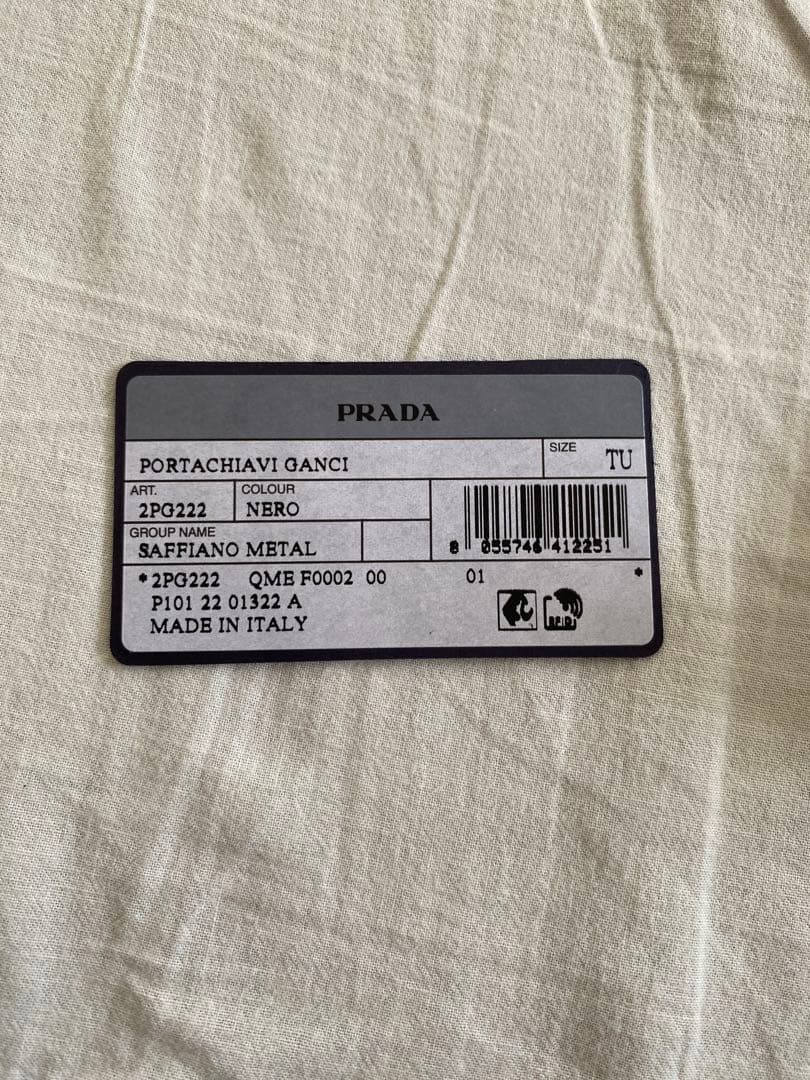 PRADA
PORTACHIAVI GANCI
SIZE TU
ART. 2PG222
COLOUR NERO
GROUP NAME
SAFFIANO METAL
8 055746 412251
*2PG222 QME F0002 00 01 *
P101 22 01322 A
MADE IN ITALY
RFID